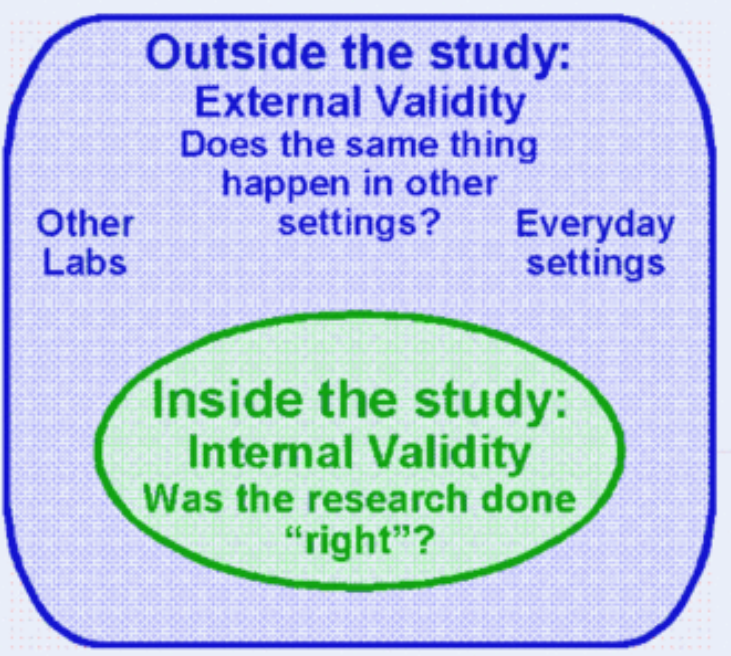 Outside the study:
External Validity
Does the same thing
happen in other
settings?
Other
Labs
Everyday
settings
Inside the study:
Internal Validity
Was the research done
“right”?